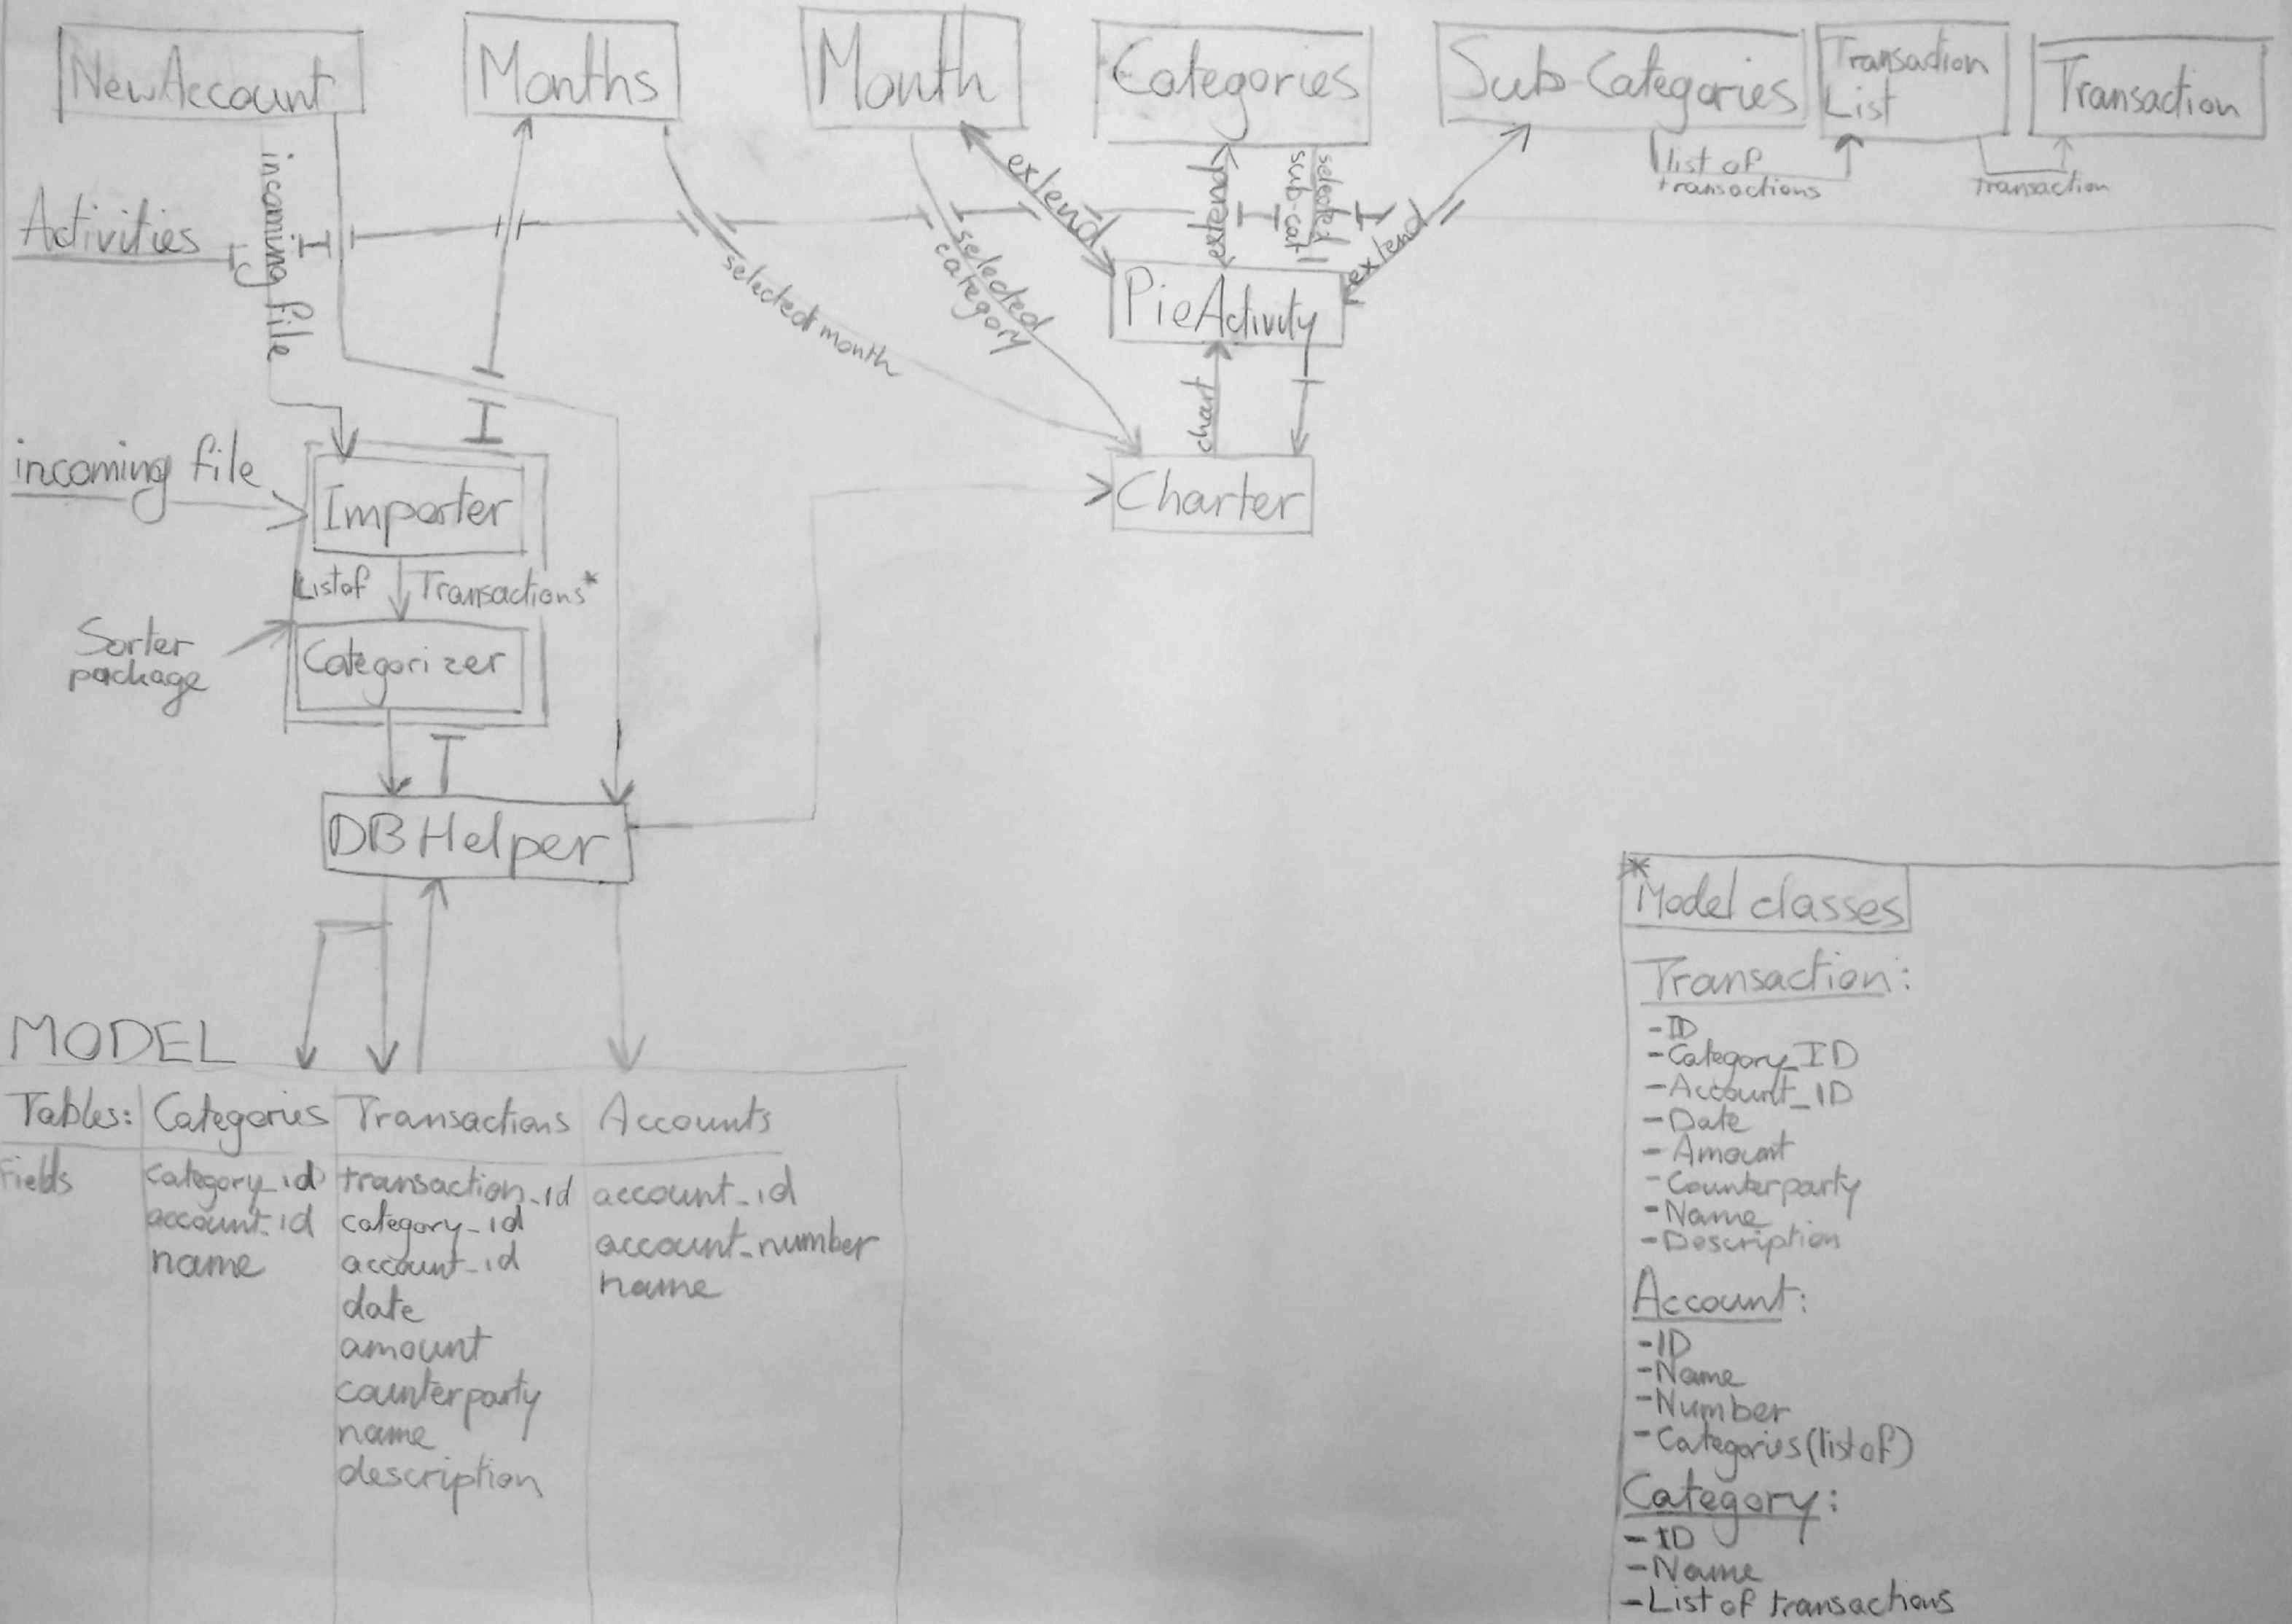 NewAccount
Months
Month
Categories
Sub-Categories
Transaction
List
Transaction
list of
transactions
transaction
Activities
incoming file
extend
extend
selected
sub-cat
extend
selected month
selected
category
PieActivity
chart
Charter
incoming file
Importer
List of Transactions*
Sorter
package
Categorizer
DBHelper
MODEL
Tables: Categories Transactions Accounts
Fields
category_id
account_id
name
transaction_id
category_id
account_id
date
amount
counterparty
name
description
account_id
account_number
name
*
Model classes
Transaction:
-ID
-Category_ID
-Account_ID
-Date
-Amount
-Counterparty
-Name
-Description
Account:
-ID
-Name
-Number
-Categories(list of)
Category:
-ID
-Name
-List of transactions